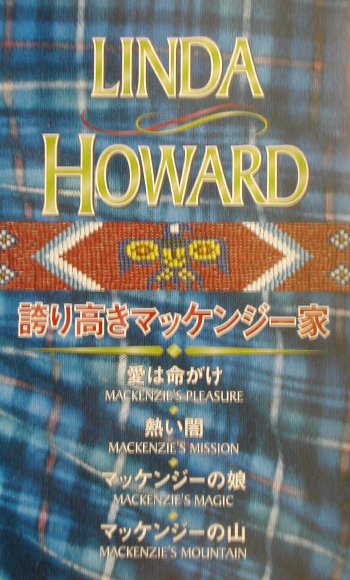 LINDA
HOWARD
誇り高きマッケンジー家
愛は命がけ
MACKENZIE'S PLEASURE
熱い闇
MACKENZIE'S MISSION
マッケンジーの娘
MACKENZIE'S MAGIC
マッケンジーの山
MACKENZIE'S MOUNTAIN